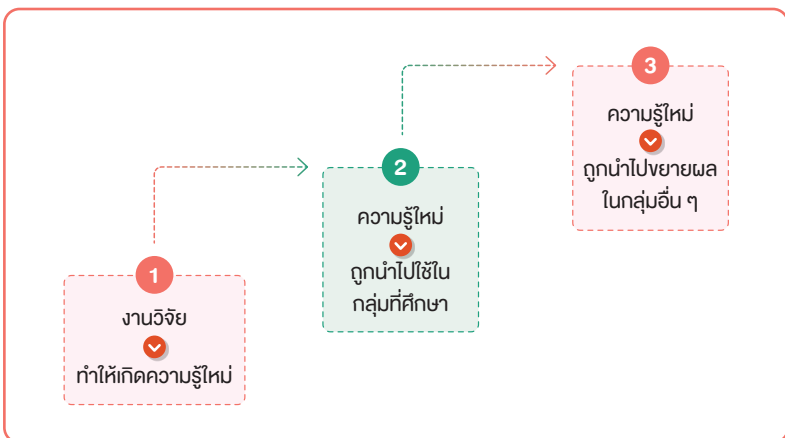 1
งานวิจัย
ทำให้เกิดความรู้ใหม่
2
ความรู้ใหม่
ถูกนำไปใช้ใน
กลุ่มที่ศึกษา
3
ความรู้ใหม่
ถูกนำไปขยายผล
ในกลุ่มอื่น ๆ